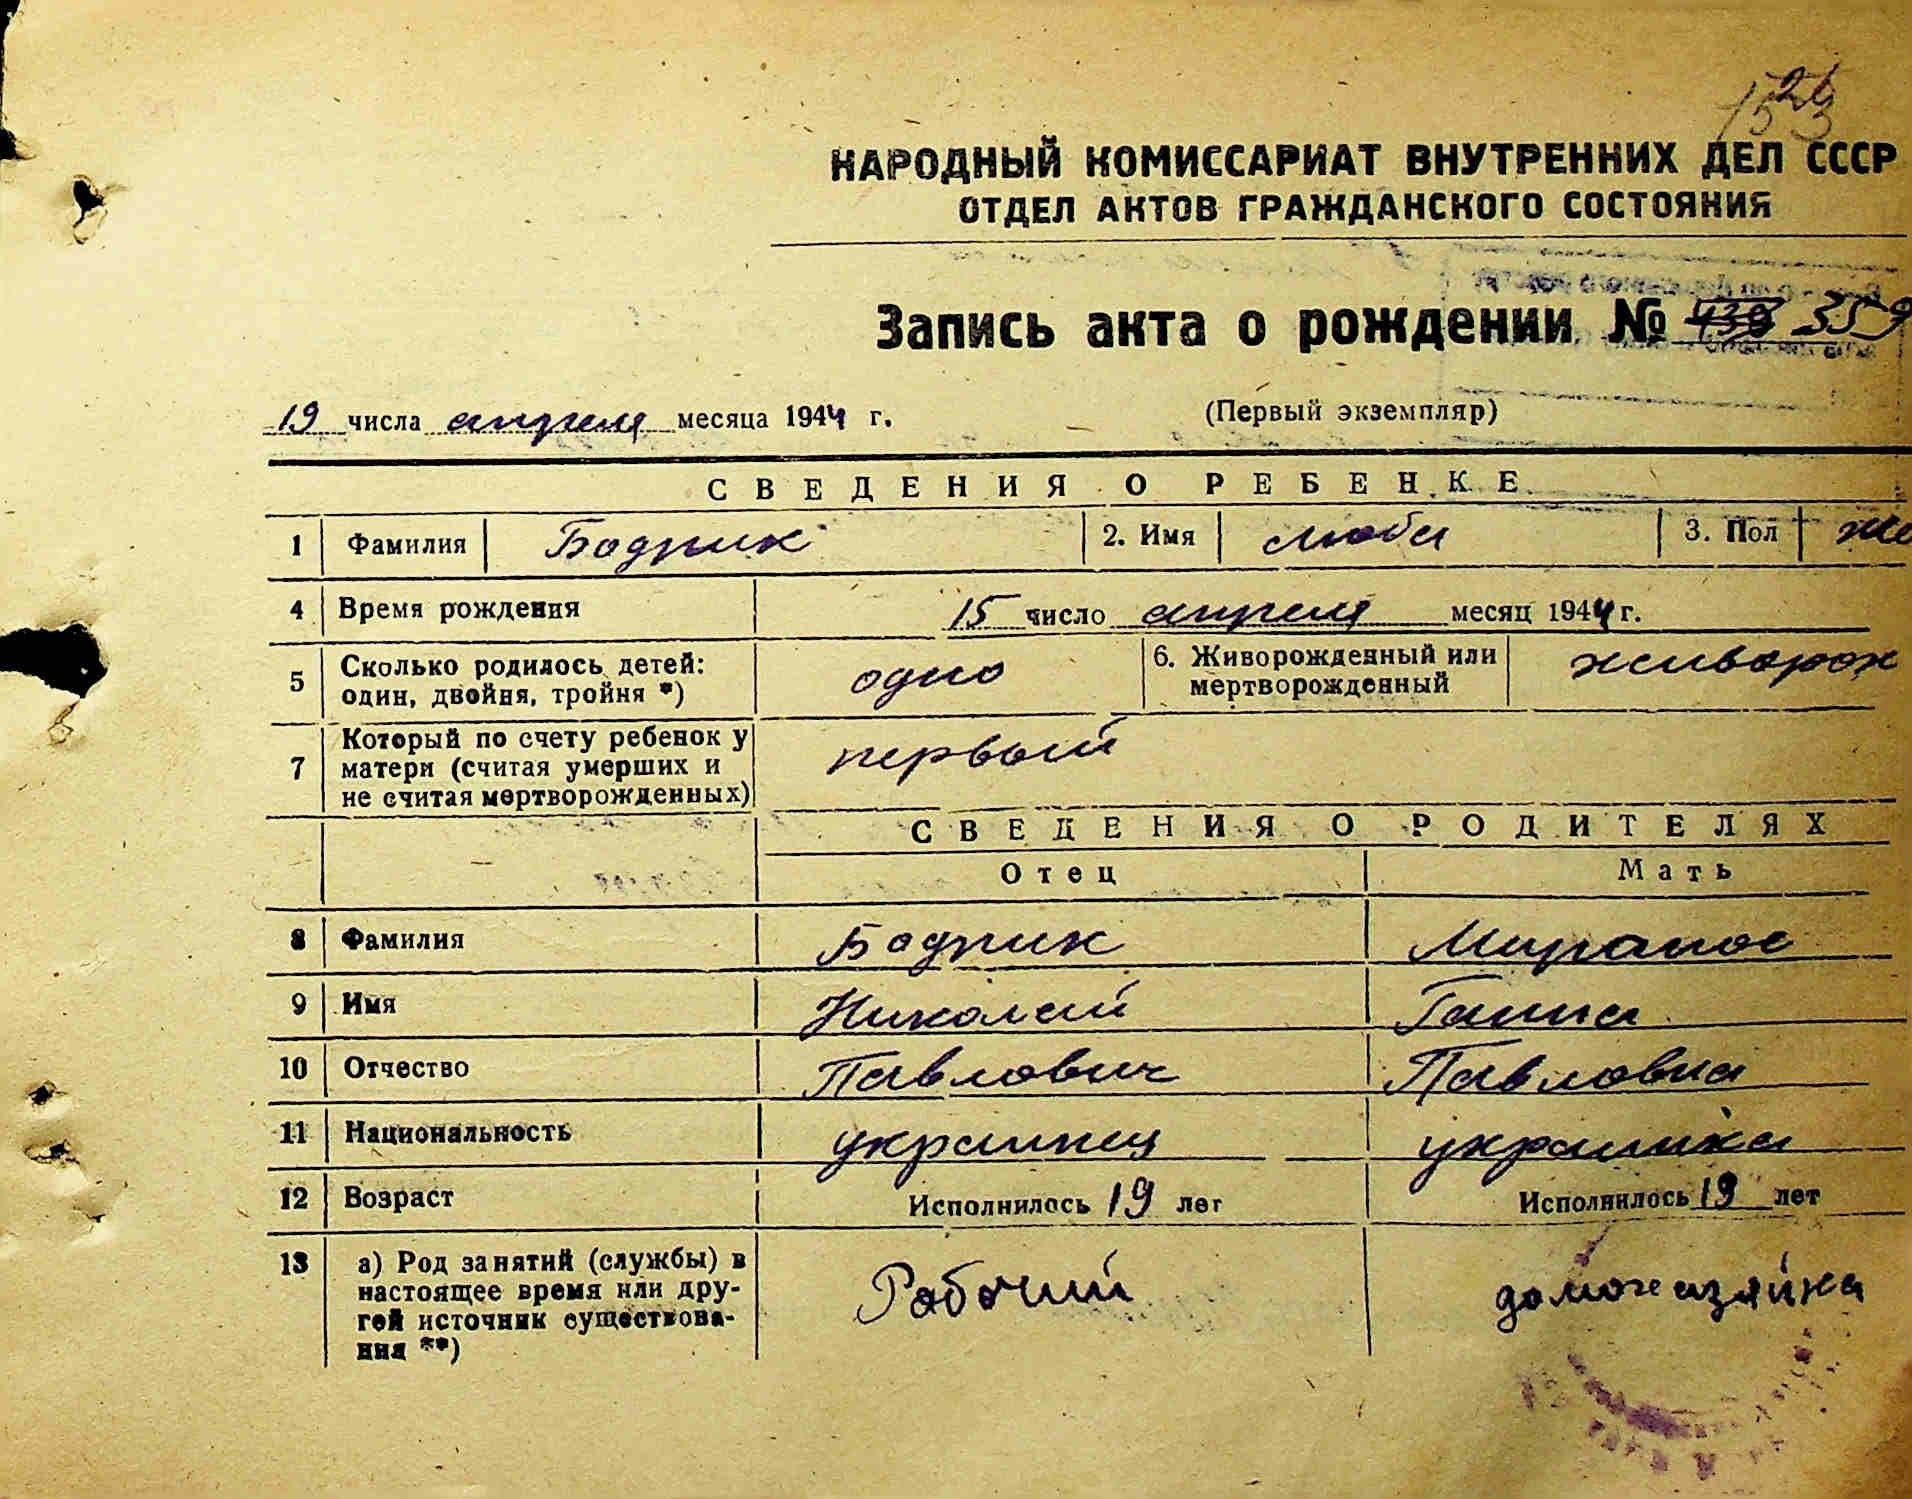 НАРОДНЫЙ КОМИССАРИАТ ВНУТРЕННИХ ДЕЛ СССР
ОТДЕЛ АКТОВ ГРАЖДАНСКОГО СОСТОЯНИЯ
Запись акта о рождении № 359
19 числа апреля месяца 1944 г. (Первый экземпляр)
СВЕДЕНИЯ О РЕБЕНКЕ
1 Фамилия Бодник 2. Имя Люба 3. Пол Же
4 Время рождения 15 число апреля месяц 1944 г.
5 Сколько родилось детей: один, двойня, тройня *) одно 6. Живорожденный или мертворожденный живорож
7 Который по счету ребенок у матери (считая умерших и не считая мертворожденных) первый
СВЕДЕНИЯ О РОДИТЕЛЯХ
Отец Мать
8 Фамилия Бодник
9 Имя Николай Ганна
10 Отчество Павлович Павловна
11 Национальность украинец украинка
12 Возраст Исполнилось 19 лет Исполнилось 19 лет
13 а) Род занятий (службы) в настоящее время или другой источник существования **) Рабочий домохазяйка